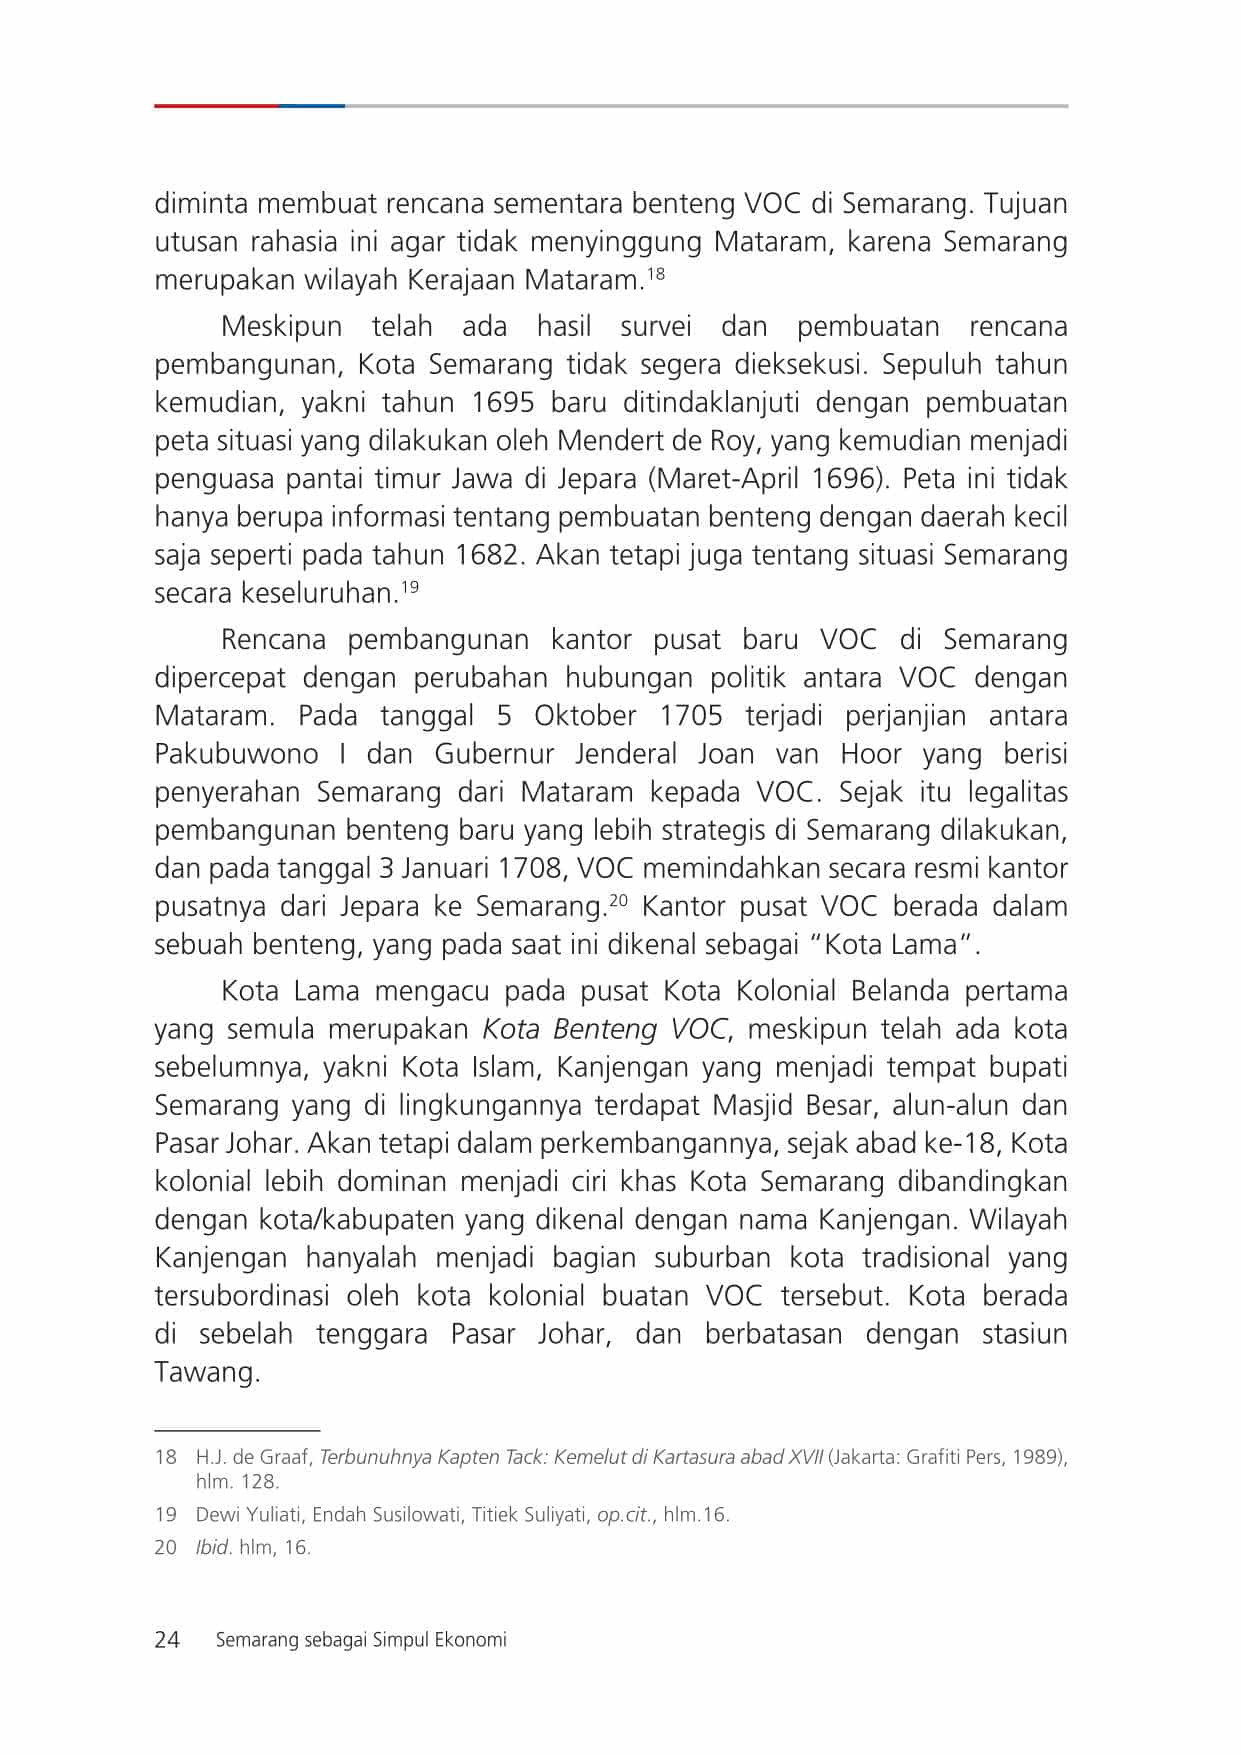 diminta membuat rencana sementara benteng VOC di Semarang. Tujuan
utusan rahasia ini agar tidak menyinggung Mataram, karena Semarang
merupakan wilayah Kerajaan Mataram.18
Meskipun telah ada hasil survei dan pembuatan rencana
pembangunan, Kota Semarang tidak segera dieksekusi. Sepuluh tahun
kemudian, yakni tahun 1695 baru ditindaklanjuti dengan pembuatan
peta situasi yang dilakukan oleh Mendert de Roy, yang kemudian menjadi
penguasa pantai timur Jawa di Jepara (Maret-April 1696). Peta ini tidak
hanya berupa informasi tentang pembuatan benteng dengan daerah kecil
saja seperti pada tahun 1682. Akan tetapi juga tentang situasi Semarang
secara keseluruhan.19
Rencana pembangunan kantor pusat baru VOC di Semarang
dipercepat dengan perubahan hubungan politik antara VOC dengan
Mataram. Pada tanggal 5 Oktober 1705 terjadi perjanjian antara
Pakubuwono I dan Gubernur Jenderal Joan van Hoor yang berisi
penyerahan Semarang dari Mataram kepada VOC. Sejak itu legalitas
pembangunan benteng baru yang lebih strategis di Semarang dilakukan,
dan pada tanggal 3 Januari 1708, VOC memindahkan secara resmi kantor
pusatnya dari Jepara ke Semarang.20 Kantor pusat VOC berada dalam
sebuah benteng, yang pada saat ini dikenal sebagai “Kota Lama”.
Kota Lama mengacu pada pusat Kota Kolonial Belanda pertama
yang semula merupakan Kota Benteng VOC, meskipun telah ada kota
sebelumnya, yakni Kota Islam, Kanjengan yang menjadi tempat bupati
Semarang yang di lingkungannya terdapat Masjid Besar, alun-alun dan
Pasar Johar. Akan tetapi dalam perkembangannya, sejak abad ke-18, Kota
kolonial lebih dominan menjadi ciri khas Kota Semarang dibandingkan
dengan kota/kabupaten yang dikenal dengan nama Kanjengan. Wilayah
Kanjengan hanyalah menjadi bagian suburban kota tradisional yang
tersubordinasi oleh kota kolonial buatan VOC tersebut. Kota berada
di sebelah tenggara Pasar Johar, dan berbatasan dengan stasiun
Tawang.
18 H.J. de Graaf, Terbunuhnya Kapten Tack: Kemelut di Kartasura abad XVII (Jakarta: Grafiti Pers, 1989),
hlm. 128.
19 Dewi Yuliati, Endah Susilowati, Titiek Suliyati, op.cit., hlm.16.
20 Ibid. hlm, 16.
24 Semarang sebagai Simpul Ekonomi